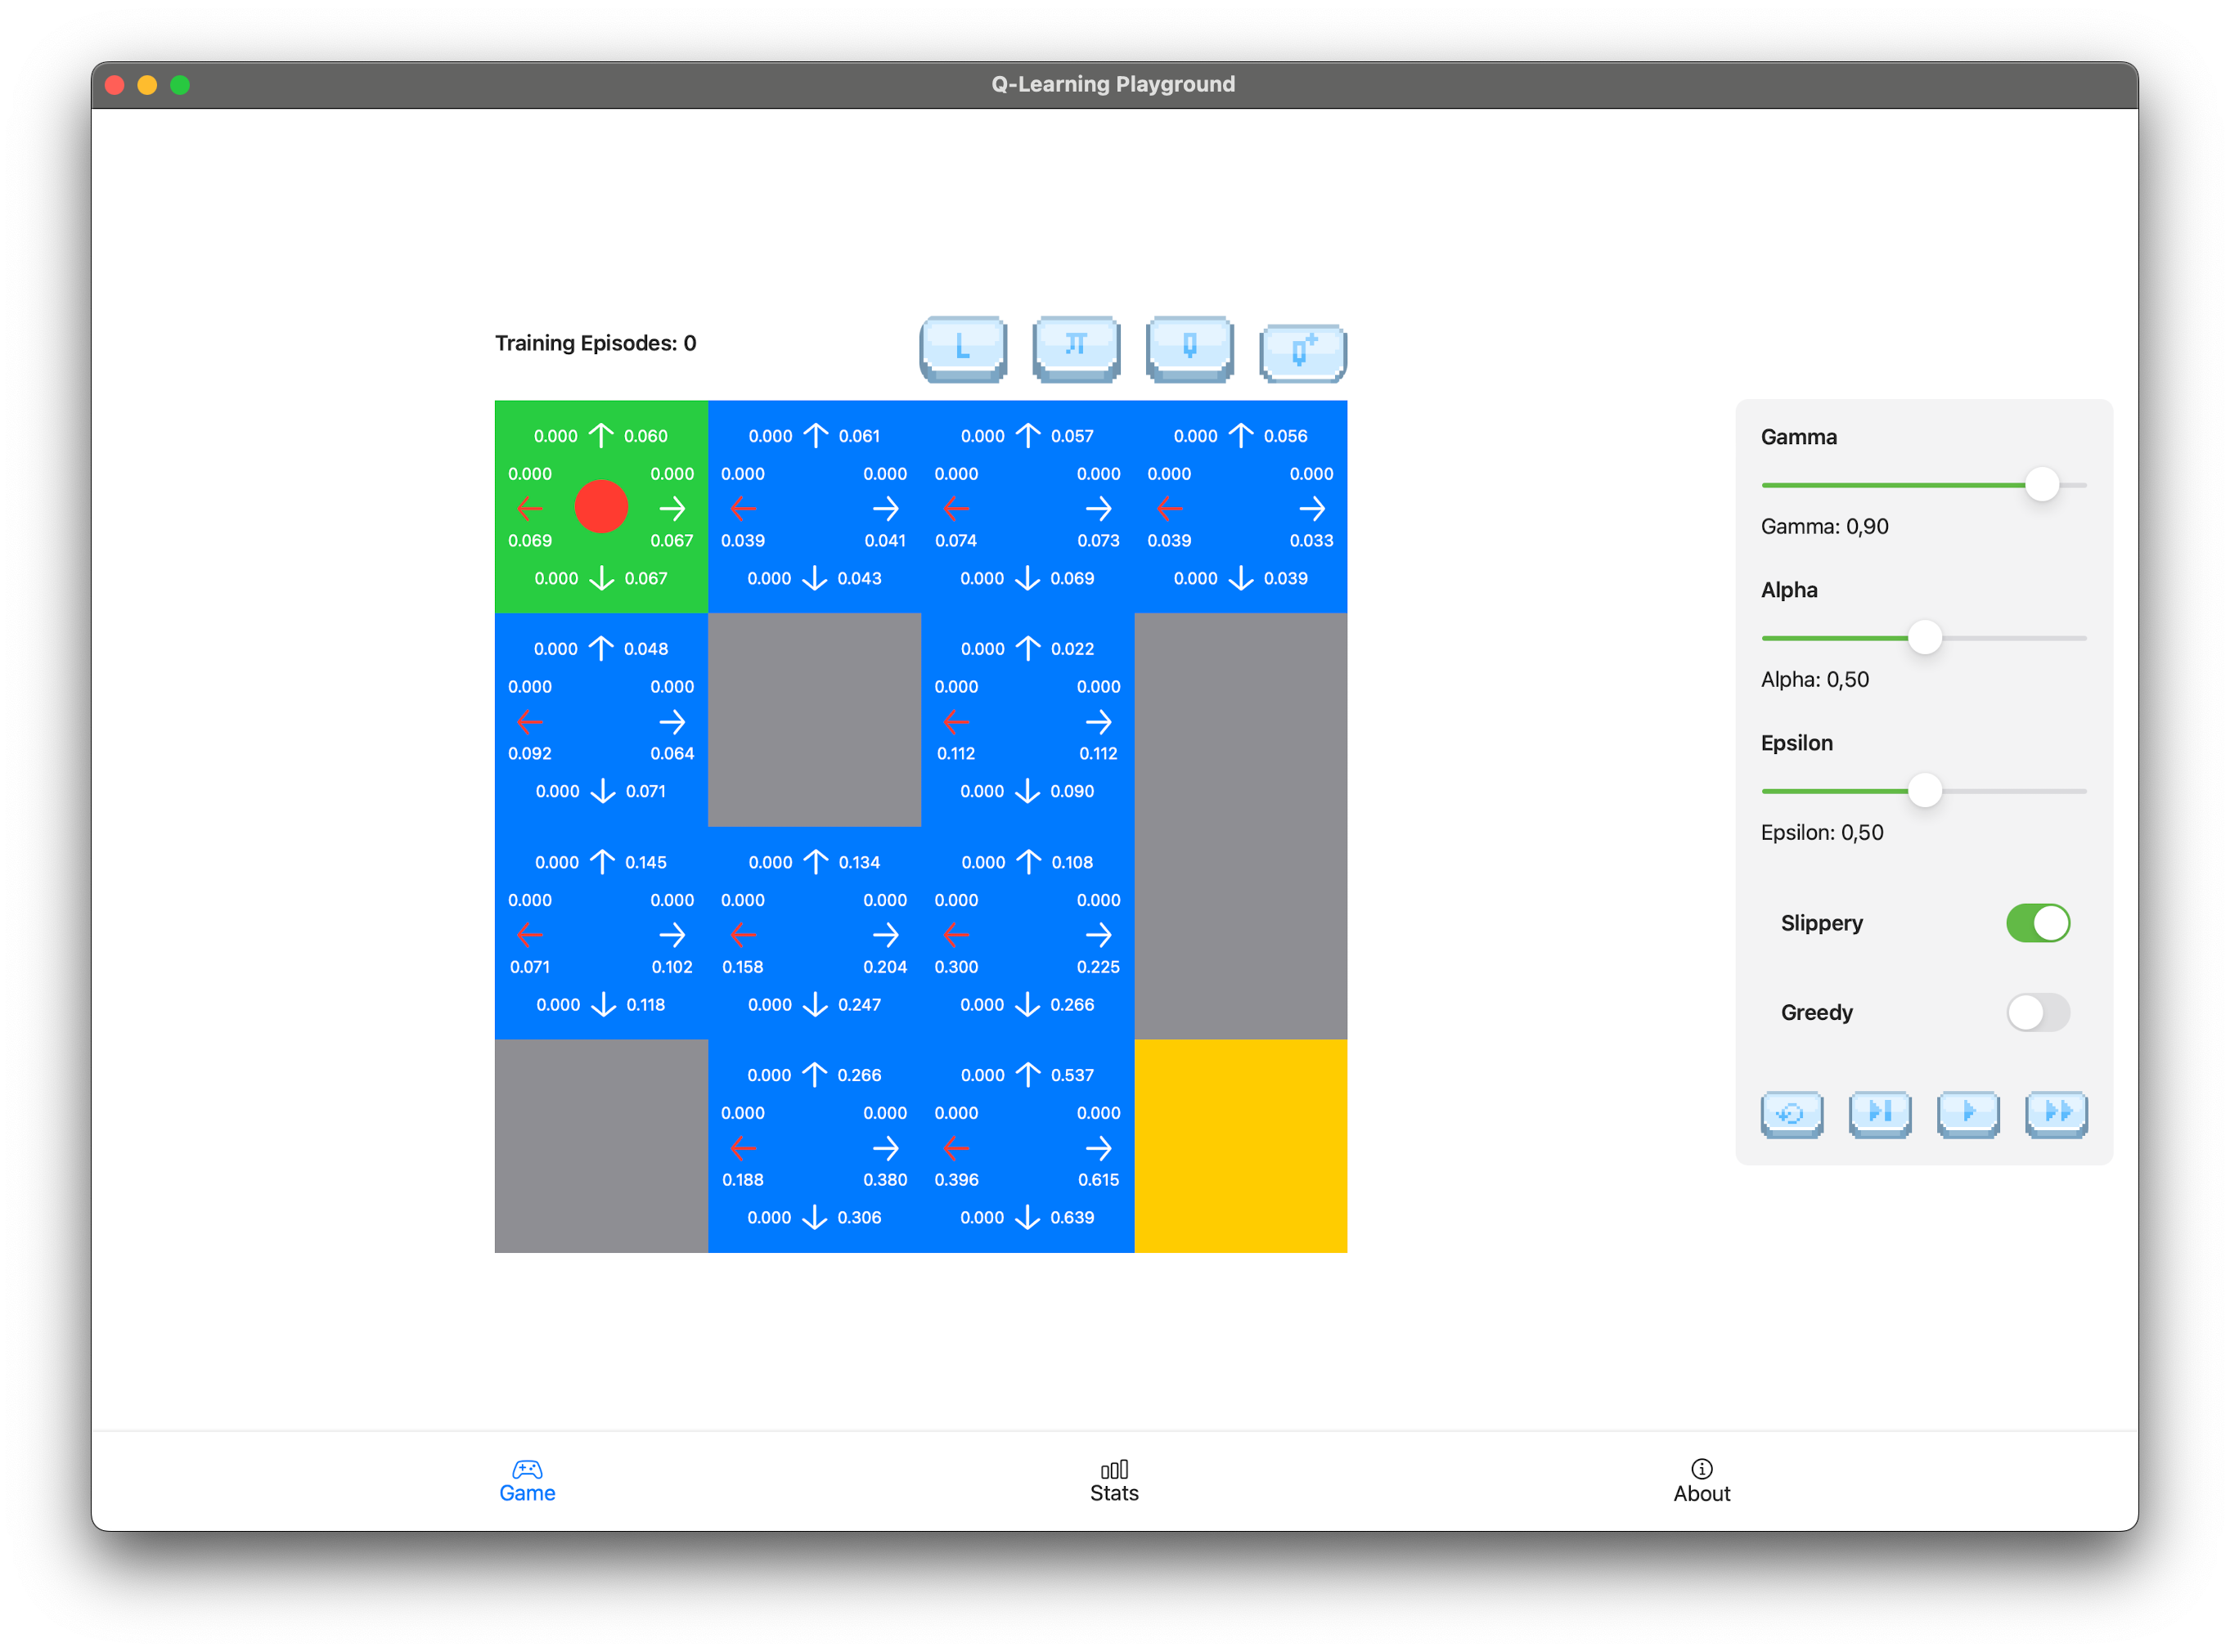 Q-Learning Playground
Training Episodes: 0
L π Q Q+
0.000 0.060 0.000 0.061 0.000 0.057 0.000 0.056
0.000 0.000 0.000 0.000 0.000 0.000 0.000 0.000
0.069 0.067 0.039 0.041 0.074 0.073 0.039 0.033
0.000 0.067 0.000 0.043 0.000 0.069 0.000 0.039
0.000 0.048 0.000 0.022
0.000 0.000 0.000 0.000
0.092 0.064 0.112 0.112
0.000 0.071 0.000 0.090
0.000 0.145 0.000 0.134 0.000 0.108
0.000 0.000 0.000 0.000 0.000 0.000
0.071 0.102 0.158 0.204 0.300 0.225
0.000 0.118 0.000 0.247 0.000 0.266
0.000 0.266 0.000 0.537
0.000 0.000 0.000 0.000
0.188 0.380 0.396 0.615
0.000 0.306 0.000 0.639
Gamma
Gamma: 0,90
Alpha
Alpha: 0,50
Epsilon
Epsilon: 0,50
Slippery
Greedy
Game
Stats
About